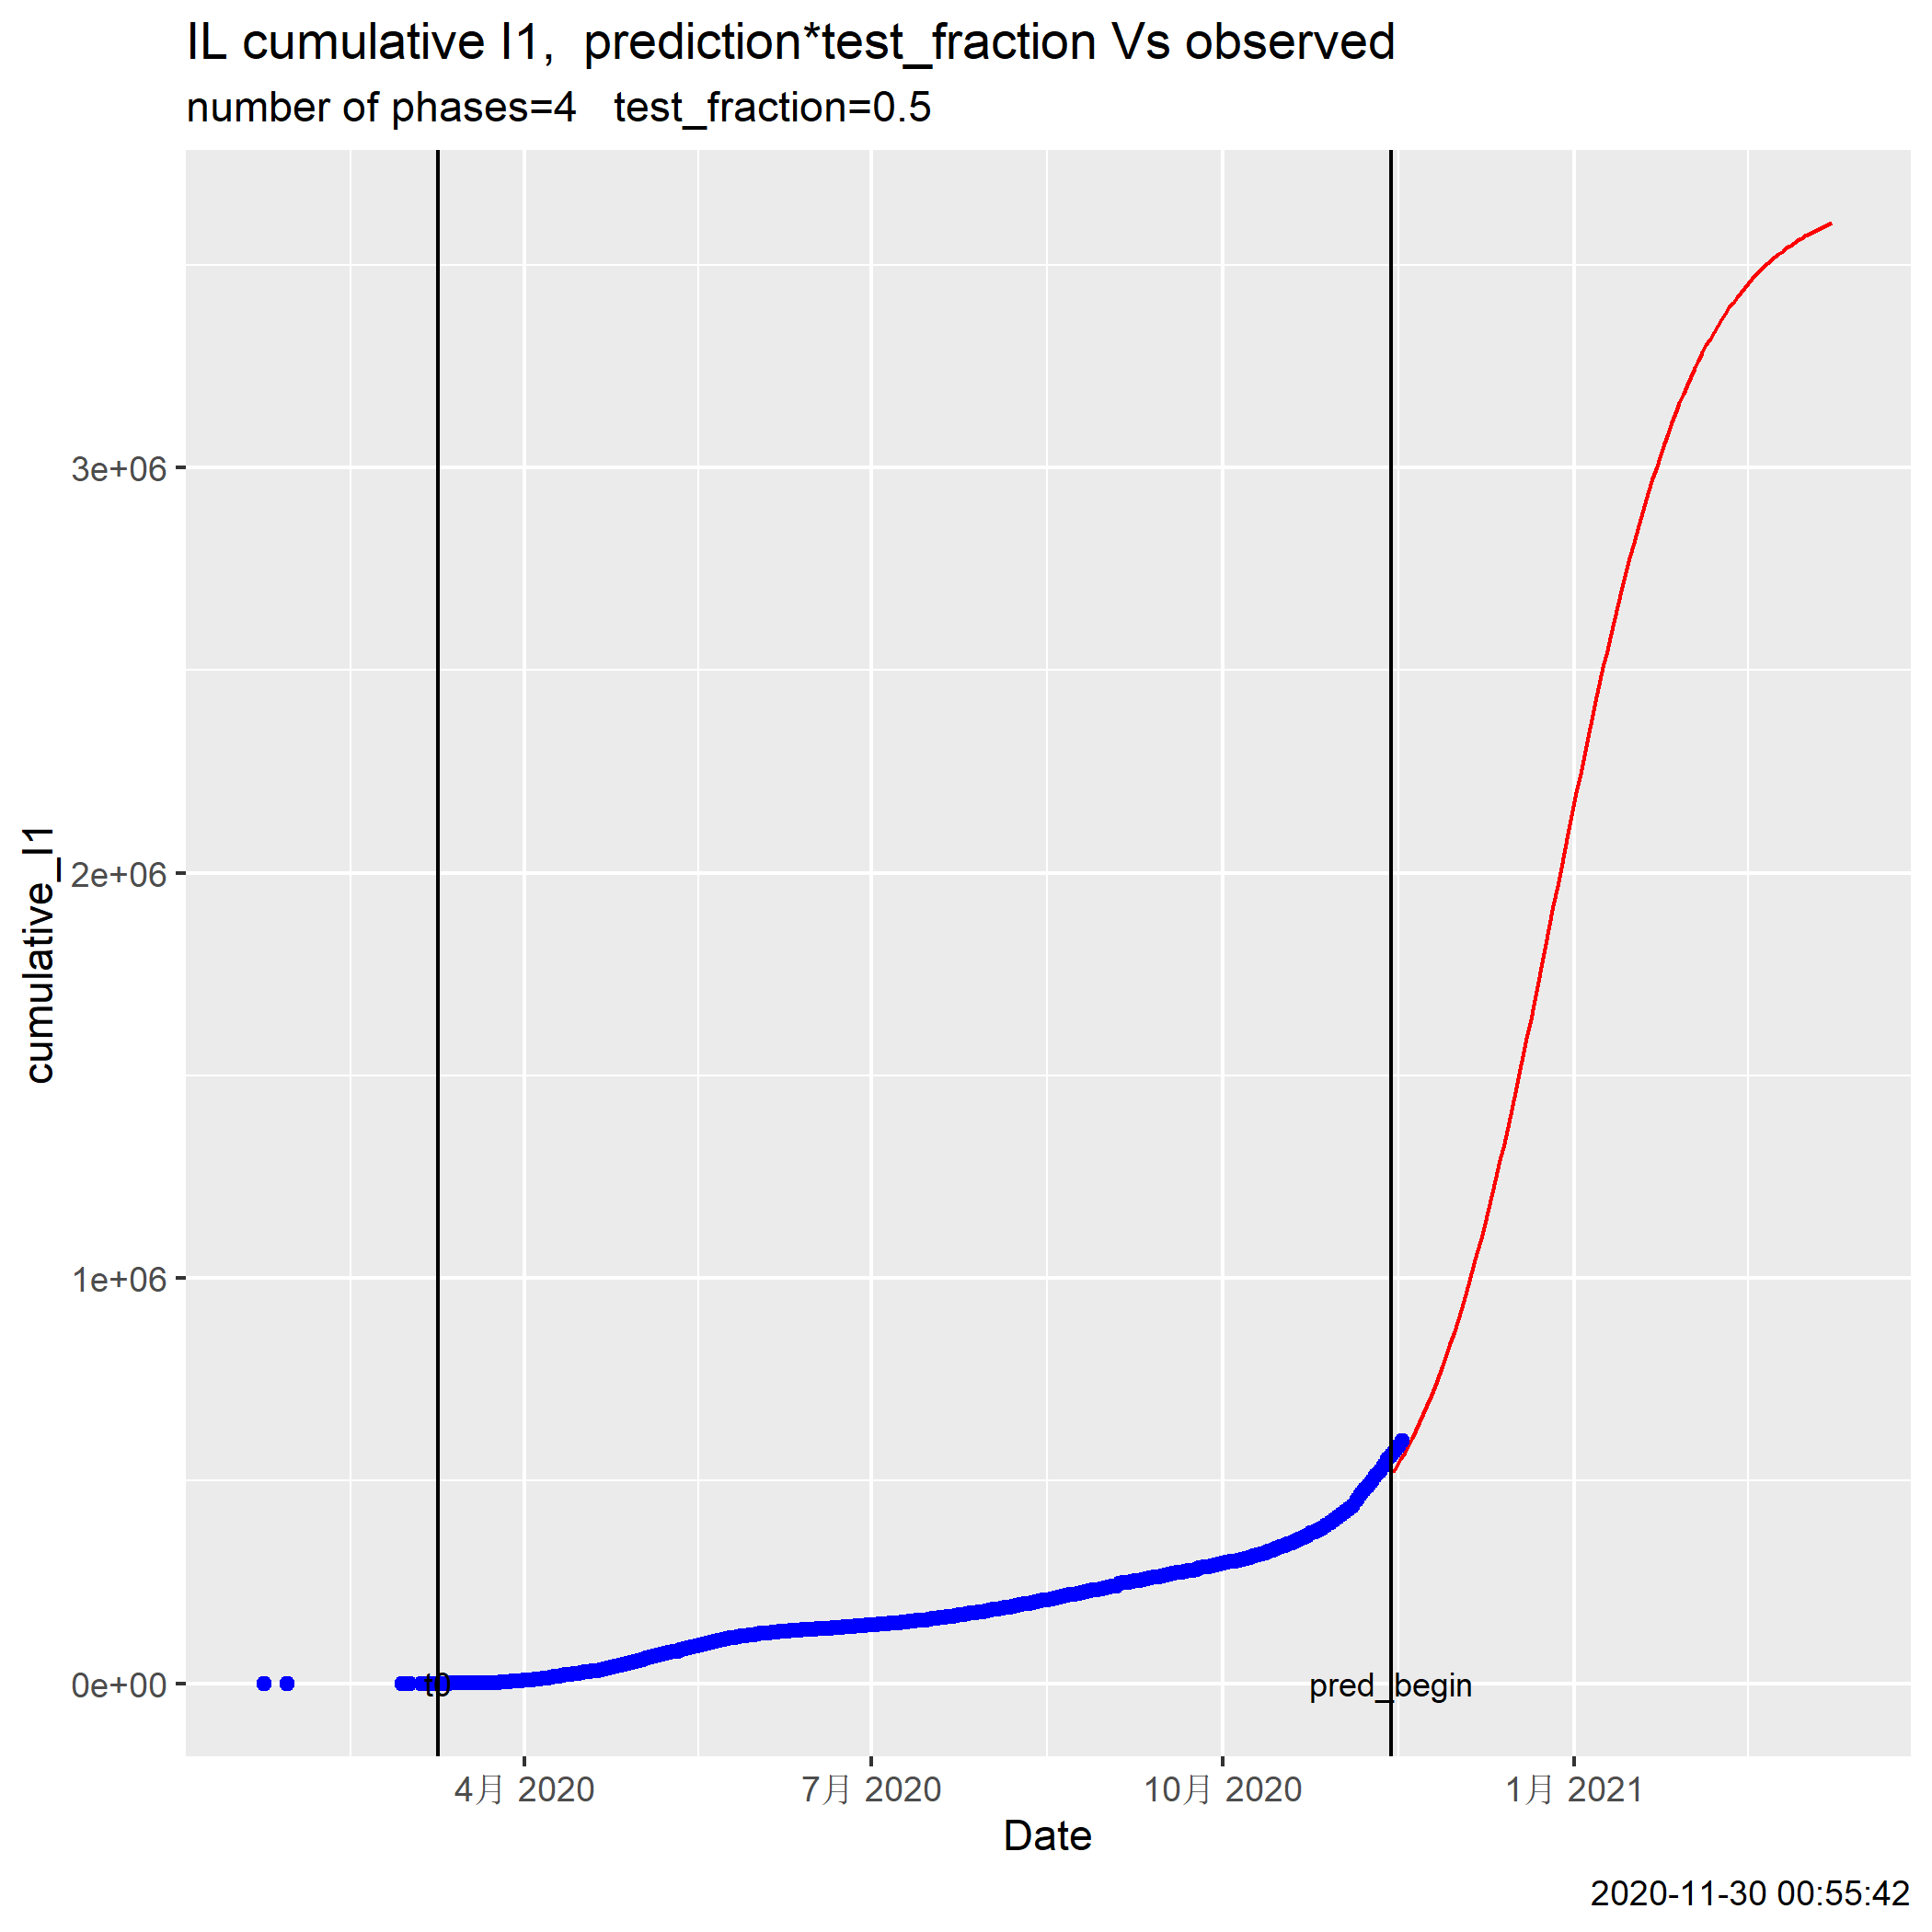 IL cumulative I1,  prediction*test_fraction Vs observed
number of phases=4   test_fraction=0.5
cumulative_I1
3e+06
2e+06
1e+06
0e+00
t0
pred_begin
4月 2020
7月 2020
10月 2020
1月 2021
Date
2020-11-30 00:55:42